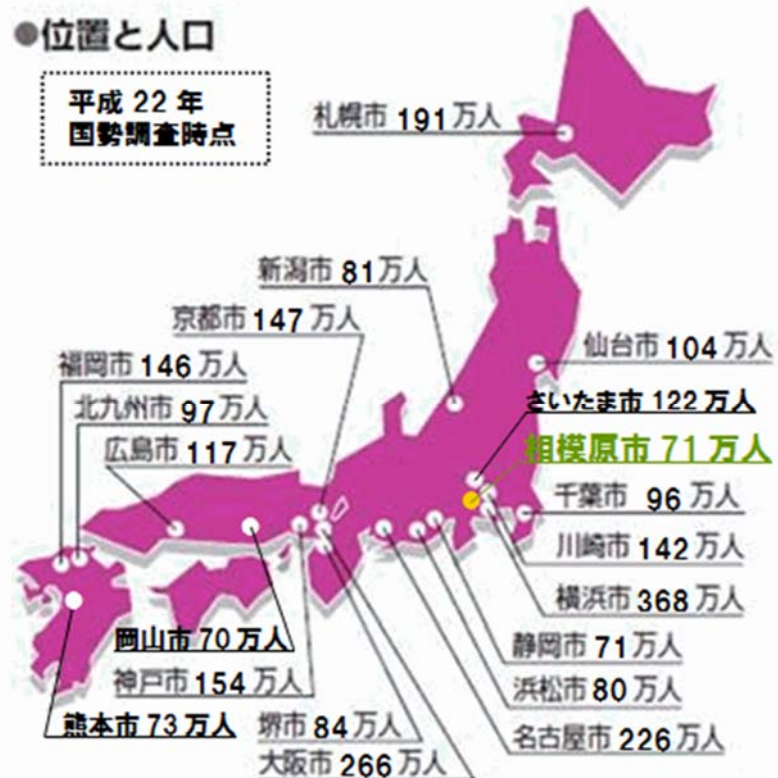 ●位置と人口
平成 22 年
国勢調査時点
札幌市 191万人
新潟市 81万人
京都市 147 万人
福岡市 146 万人
北九州市 97万人
広島市 117 万人
仙台市 104 万人
さいたま市 122 万人
相模原市 71 万人
千葉市 96 万人
川崎市 142 万人
横浜市 368 万人
静岡市 71 万人
浜松市 80 万人
名古屋市 226 万人
岡山市 70 万人
神戸市 154 万人
熊本市 73 万人
堺市 84 万人
大阪市 266 万人